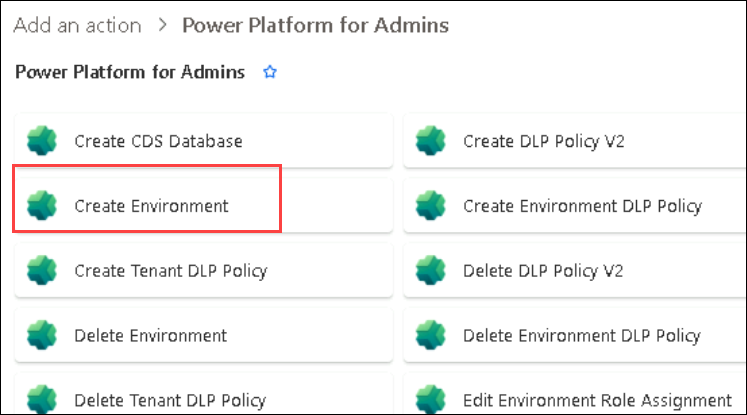 Add an action > Power Platform for Admins
Power Platform for Admins
Create CDS Database
Create DLP Policy V2
Create Environment
Create Environment DLP Policy
Create Tenant DLP Policy
Delete DLP Policy V2
Delete Environment
Delete Environment DLP Policy
Delete Tenant DLP Policy
Edit Environment Role Assignment